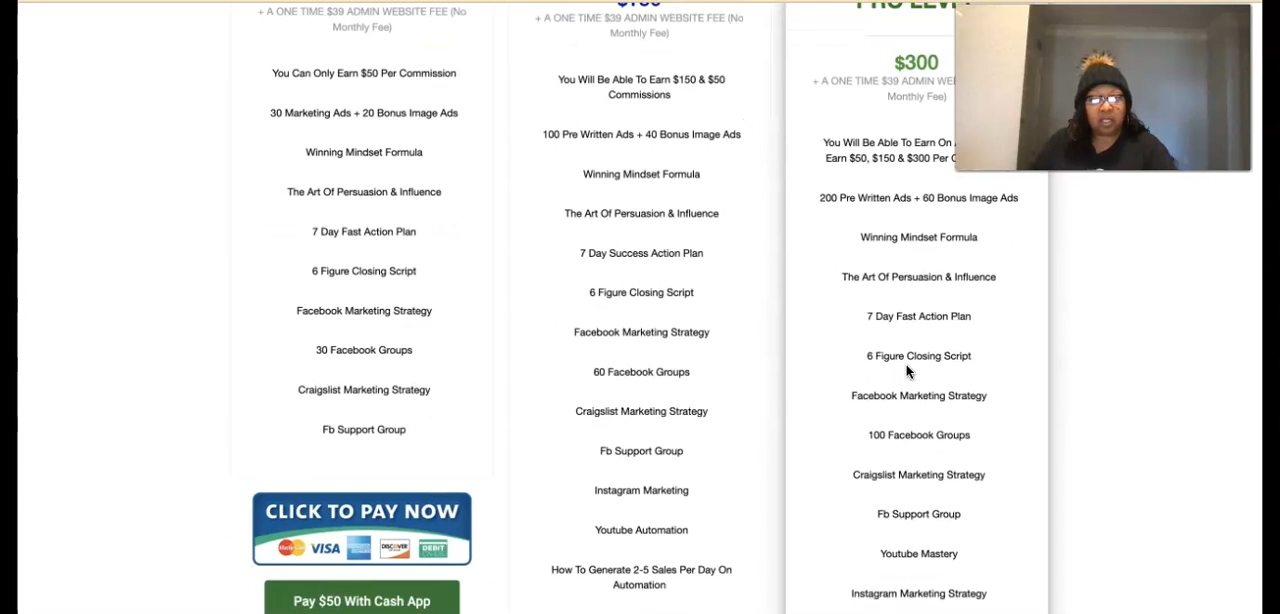 + A ONE TIME $39 ADMIN WEBSITE FEE (No
Monthly Fee)
You Can Only Earn $50 Per Commission
30 Marketing Ads + 20 Bonus Image Ads
Winning Mindset Formula
The Art Of Persuasion & Influence
7 Day Fast Action Plan
6 Figure Closing Script
Facebook Marketing Strategy
30 Facebook Groups
Craigslist Marketing Strategy
Fb Support Group
CLICK TO PAY NOW
MasterCard VISA AMERICAN EXPRESS DISCOVER DEBIT
Pay $50 With Cash App
$150
+ A ONE TIME $39 ADMIN WEBSITE FEE (No
Monthly Fee)
You Will Be Able To Earn $150 & $50
Commissions
100 Pre Written Ads + 40 Bonus Image Ads
Winning Mindset Formula
The Art Of Persuasion & Influence
7 Day Success Action Plan
6 Figure Closing Script
Facebook Marketing Strategy
60 Facebook Groups
Craigslist Marketing Strategy
Fb Support Group
Instagram Marketing
Youtube Automation
How To Generate 2-5 Sales Per Day On
Automation
PRO LEVEL
$300
+ A ONE TIME $39 ADMIN WE
Monthly Fee)
You Will Be Able To Earn On
Earn $50, $150 & $300 Per
200 Pre Written Ads + 60 Bonus Image Ads
Winning Mindset Formula
The Art Of Persuasion & Influence
7 Day Fast Action Plan
6 Figure Closing Script
Facebook Marketing Strategy
100 Facebook Groups
Craigslist Marketing Strategy
Fb Support Group
Youtube Mastery
Instagram Marketing Strategy